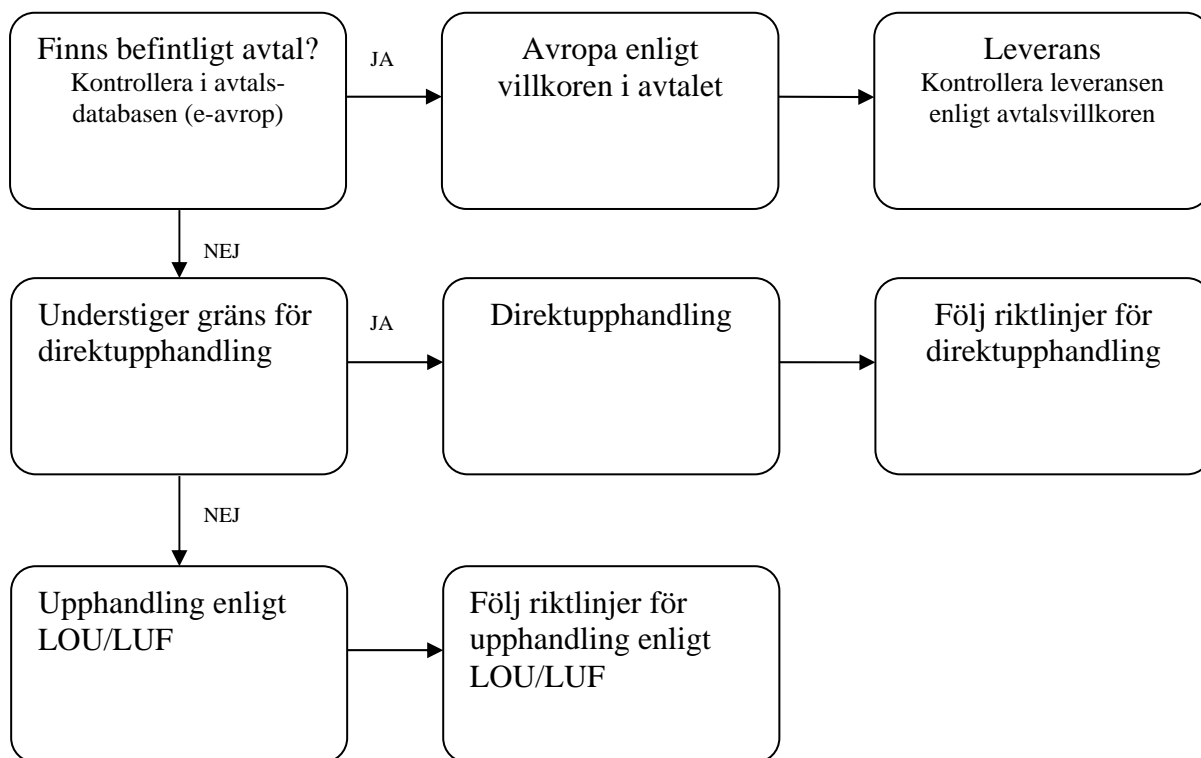 Finns befintligt avtal?
Kontrollera i avtals-
databasen (e-avrop)
JA
Avropa enligt
villkoren i avtalet
Leverans
Kontrollera leveransen
enligt avtalsvillkoren
NEJ
Understiger gräns för
direktupphandling
JA
Direktupphandling
Följ riktlinjer för
direktupphandling
NEJ
Upphandling enligt
LOU/LUF
Följ riktlinjer för
upphandling enligt
LOU/LUF